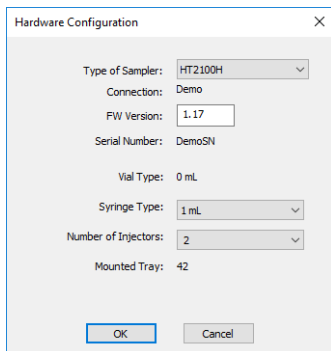 Hardware Configuration
Type of Sampler: HT2100H
Connection: Demo
FW Version: 1.17
Serial Number: DemoSN
Vial Type: 0 mL
Syringe Type: 1 mL
Number of Injectors: 2
Mounted Tray: 42
OK Cancel